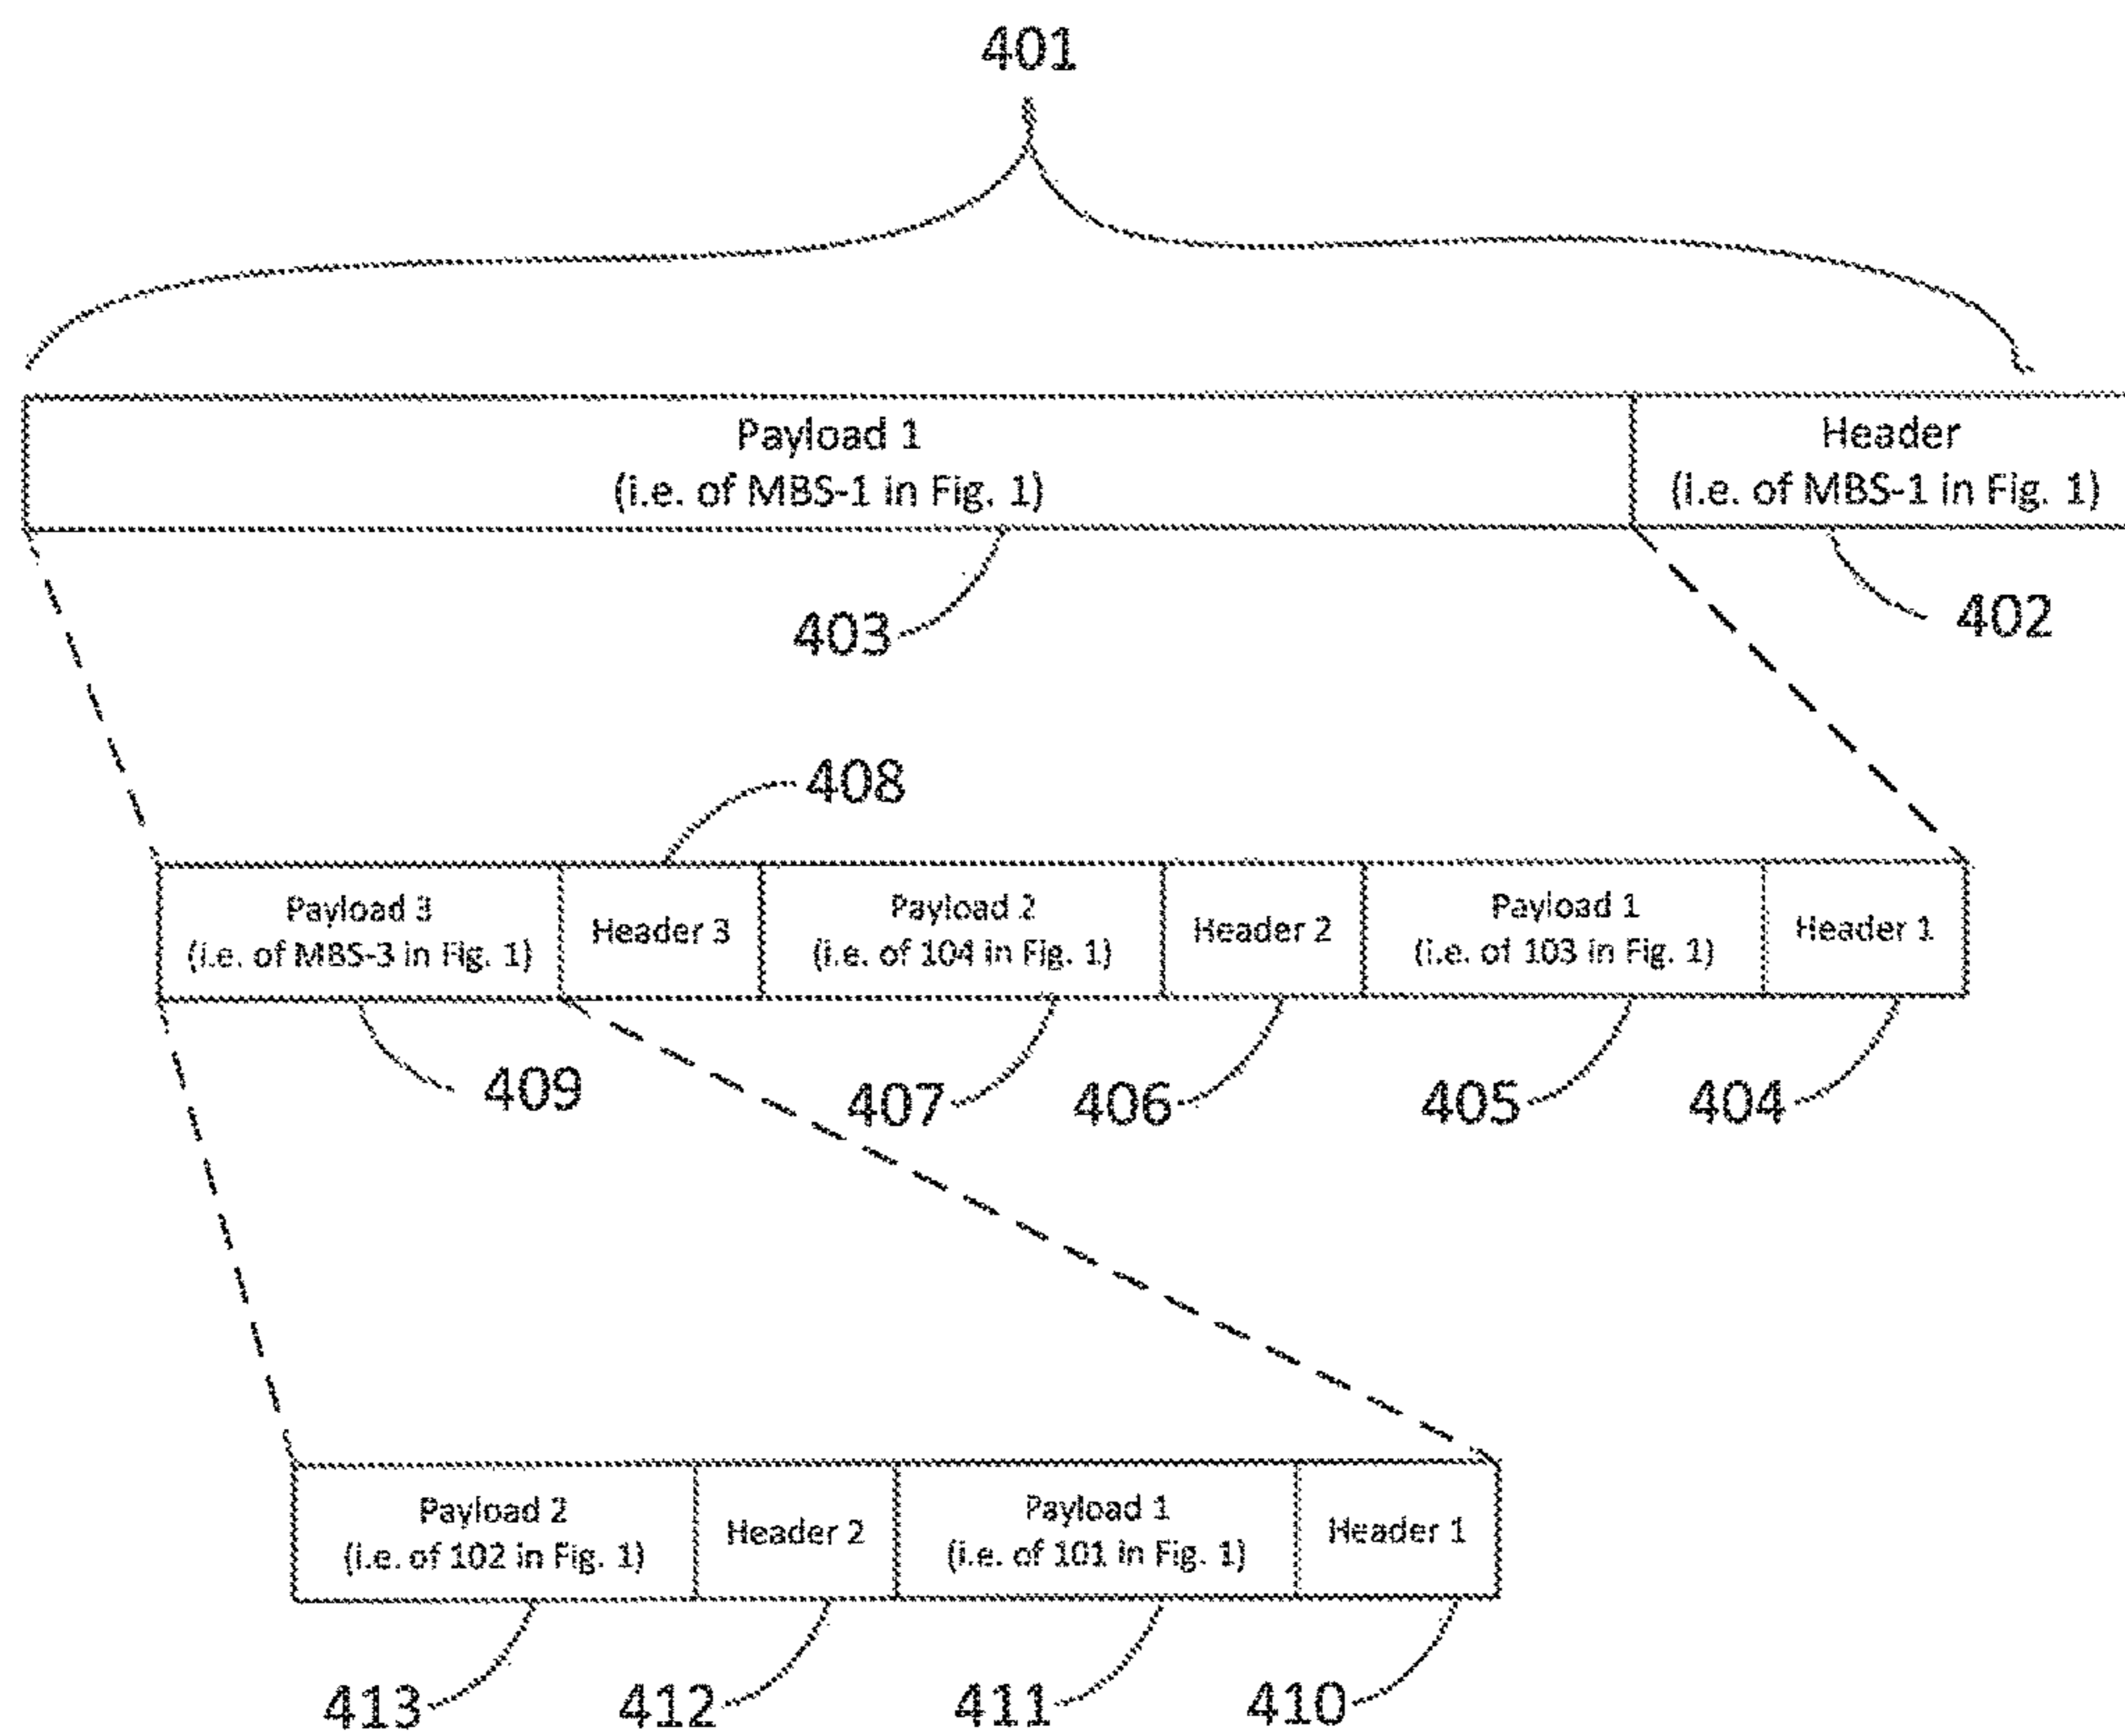 401
Payload 1
(i.e. of MBS-1 in Fig. 1)
Header
(i.e. of MBS-1 in Fig. 1)
403
402
408
Payload 3
(i.e. of MBS-3 in Fig. 1)
Header 3
Payload 2
(i.e. of 104 in Fig. 1)
Header 2
Payload 1
(i.e. of 103 in Fig. 1)
Header 1
409
407
406
405
404
Payload 2
(i.e. of 102 in Fig. 1)
Header 2
Payload 1
(i.e. of 101 in Fig. 1)
Header 1
413
412
411
410